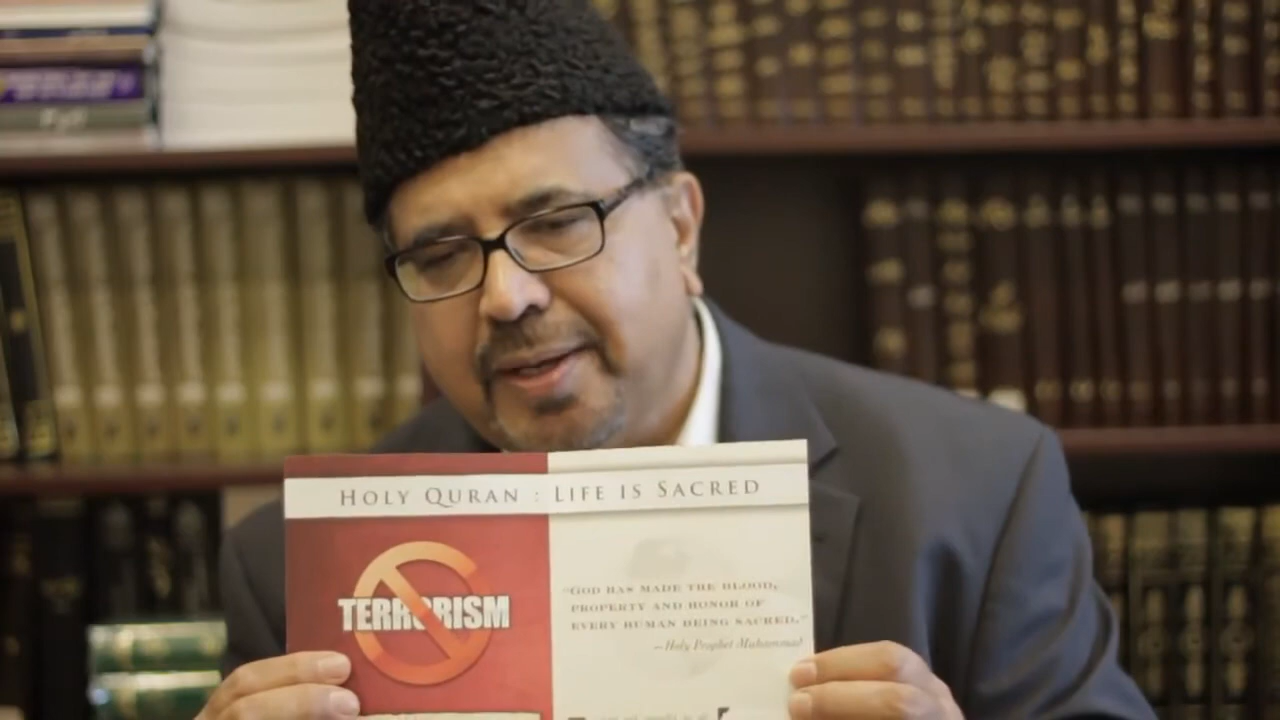 HOLY QURAN : LIFE IS SACRED
TERRORISM
"GOD HAS MADE THE BLOOD,
PROPERTY AND HONOR OF
EVERY HUMAN BEING SACRED."
—Holy Prophet Muhammad